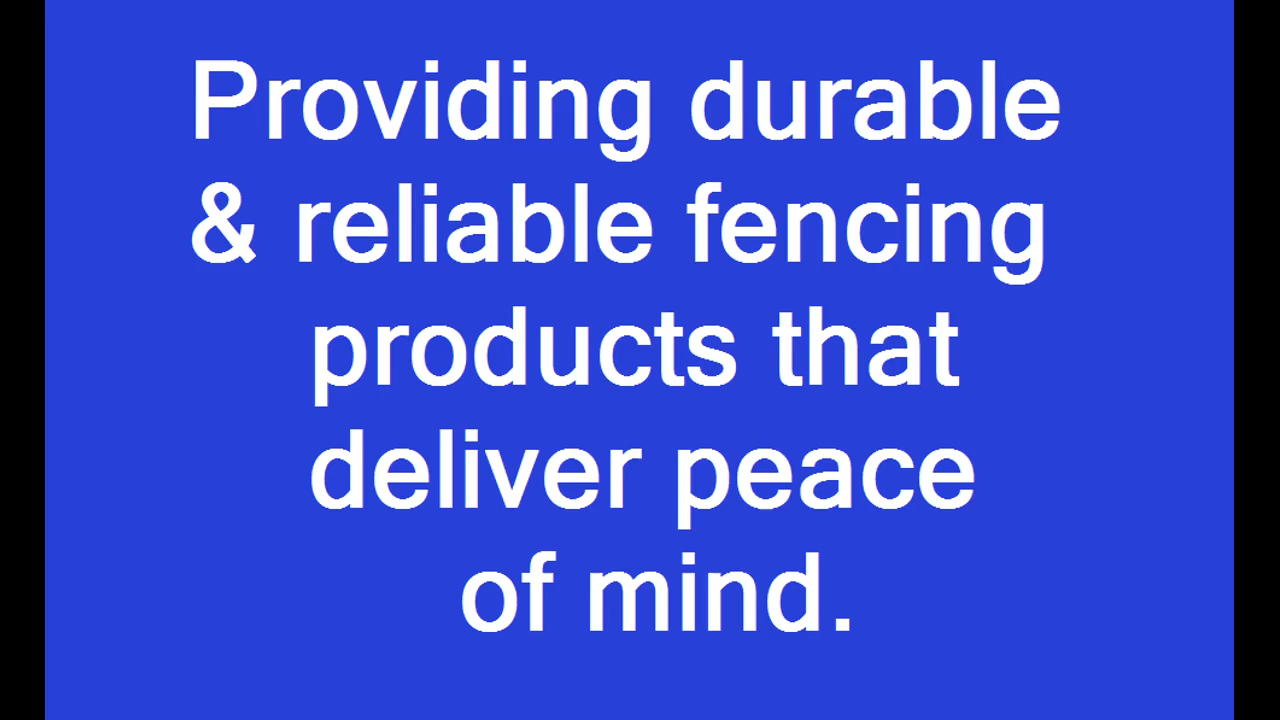 Providing durable
& reliable fencing
products that
deliver peace
of mind.